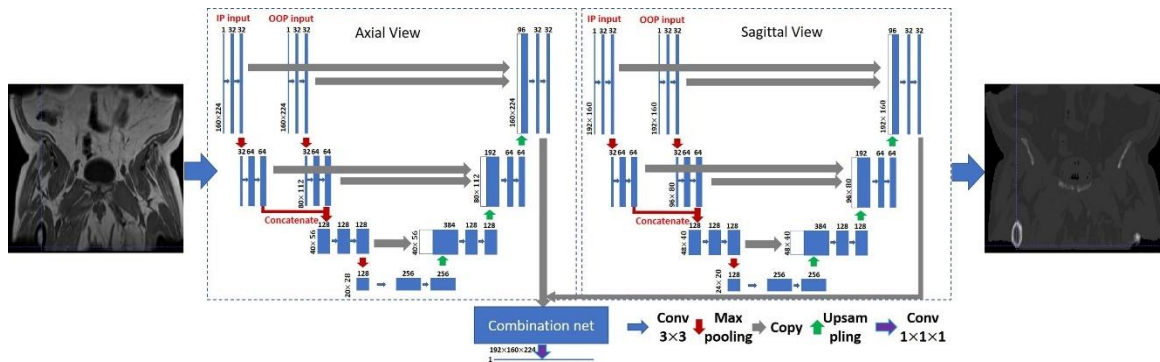 IP input OOP input
Axial View
1 32 32 1 32 32
96 32 32
160×224 160×224 160×224
32 64 64 32 64 64
192 64 64
80×112 80×112
Concatenate
128 128 128
384 128 128
40×56 40×56
128 256 256
20×28
IP input OOP input
Sagittal View
1 32 32 1 32 32
96 32 32
192×160 192×160 192×160
32 64 64 32 64 64
192 64 64
96×80 96×80
Concatenate
128 128 128
384 128 128
48×40 48×40
128 256 256
24×20
Combination net
192×160×224
1
Conv
3×3
Max
pooling
Copy
Upsam
pling
Conv
1×1×1